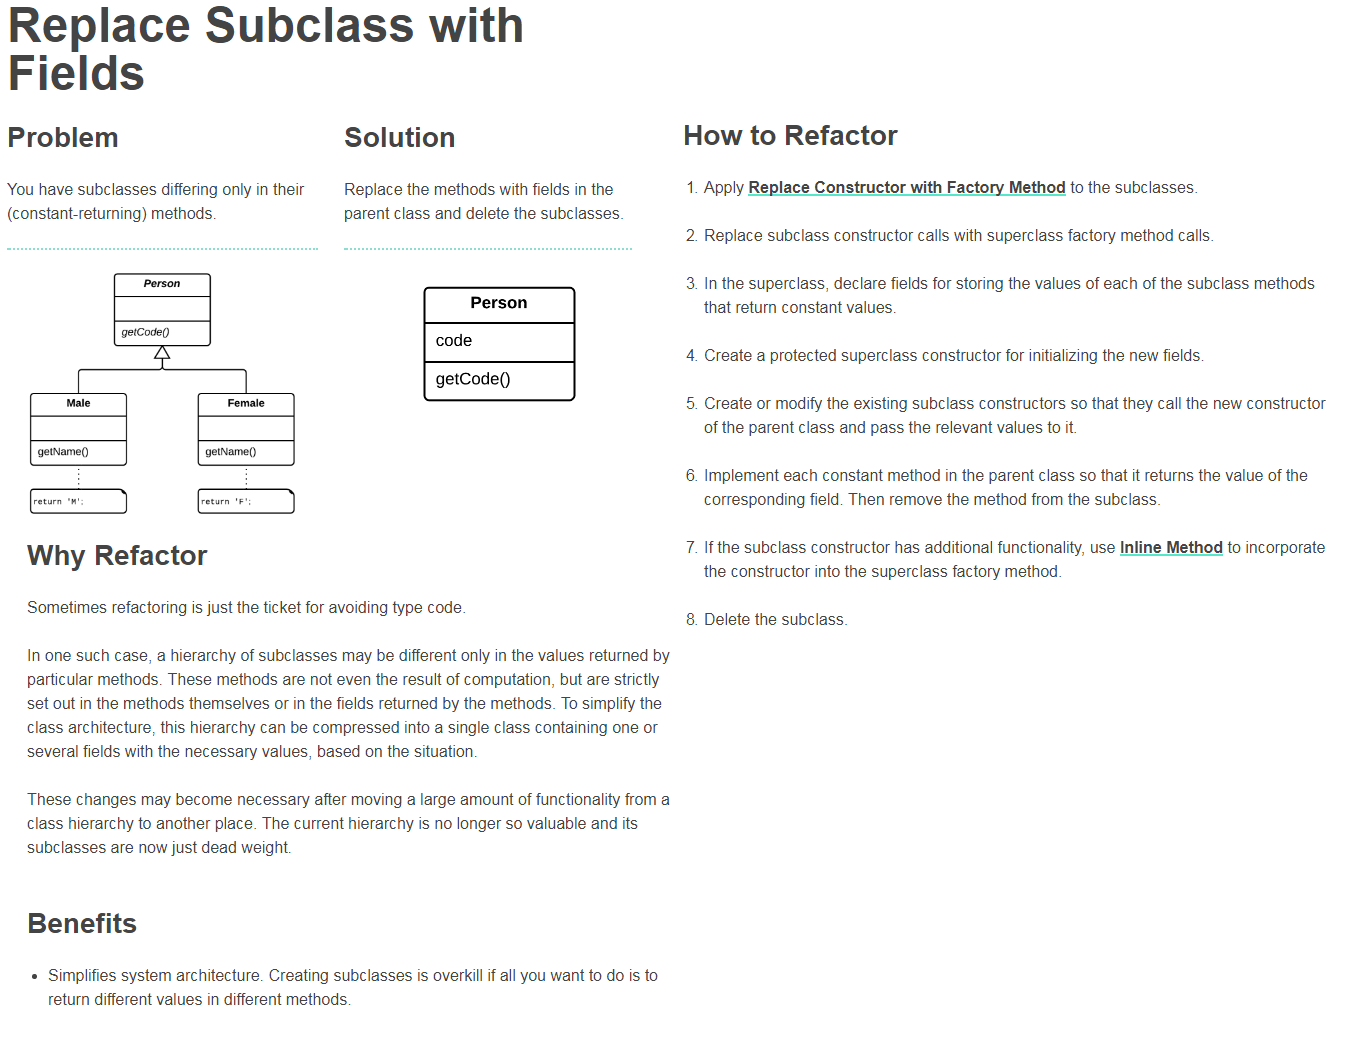 Replace Subclass with
Fields
Problem
You have subclasses differing only in their
(constant-returning) methods.
Person
getCode()
Male
getName()
return 'M';
Female
getName()
return 'F';
Solution
Replace the methods with fields in the
parent class and delete the subclasses.
Person
code
getCode()
Why Refactor
Sometimes refactoring is just the ticket for avoiding type code.
In one such case, a hierarchy of subclasses may be different only in the values returned by
particular methods. These methods are not even the result of computation, but are strictly
set out in the methods themselves or in the fields returned by the methods. To simplify the
class architecture, this hierarchy can be compressed into a single class containing one or
several fields with the necessary values, based on the situation.
These changes may become necessary after moving a large amount of functionality from a
class hierarchy to another place. The current hierarchy is no longer so valuable and its
subclasses are now just dead weight.
Benefits
• Simplifies system architecture. Creating subclasses is overkill if all you want to do is to
return different values in different methods.
How to Refactor
1. Apply Replace Constructor with Factory Method to the subclasses.
2. Replace subclass constructor calls with superclass factory method calls.
3. In the superclass, declare fields for storing the values of each of the subclass methods
that return constant values.
4. Create a protected superclass constructor for initializing the new fields.
5. Create or modify the existing subclass constructors so that they call the new constructor
of the parent class and pass the relevant values to it.
6. Implement each constant method in the parent class so that it returns the value of the
corresponding field. Then remove the method from the subclass.
7. If the subclass constructor has additional functionality, use Inline Method to incorporate
the constructor into the superclass factory method.
8. Delete the subclass.